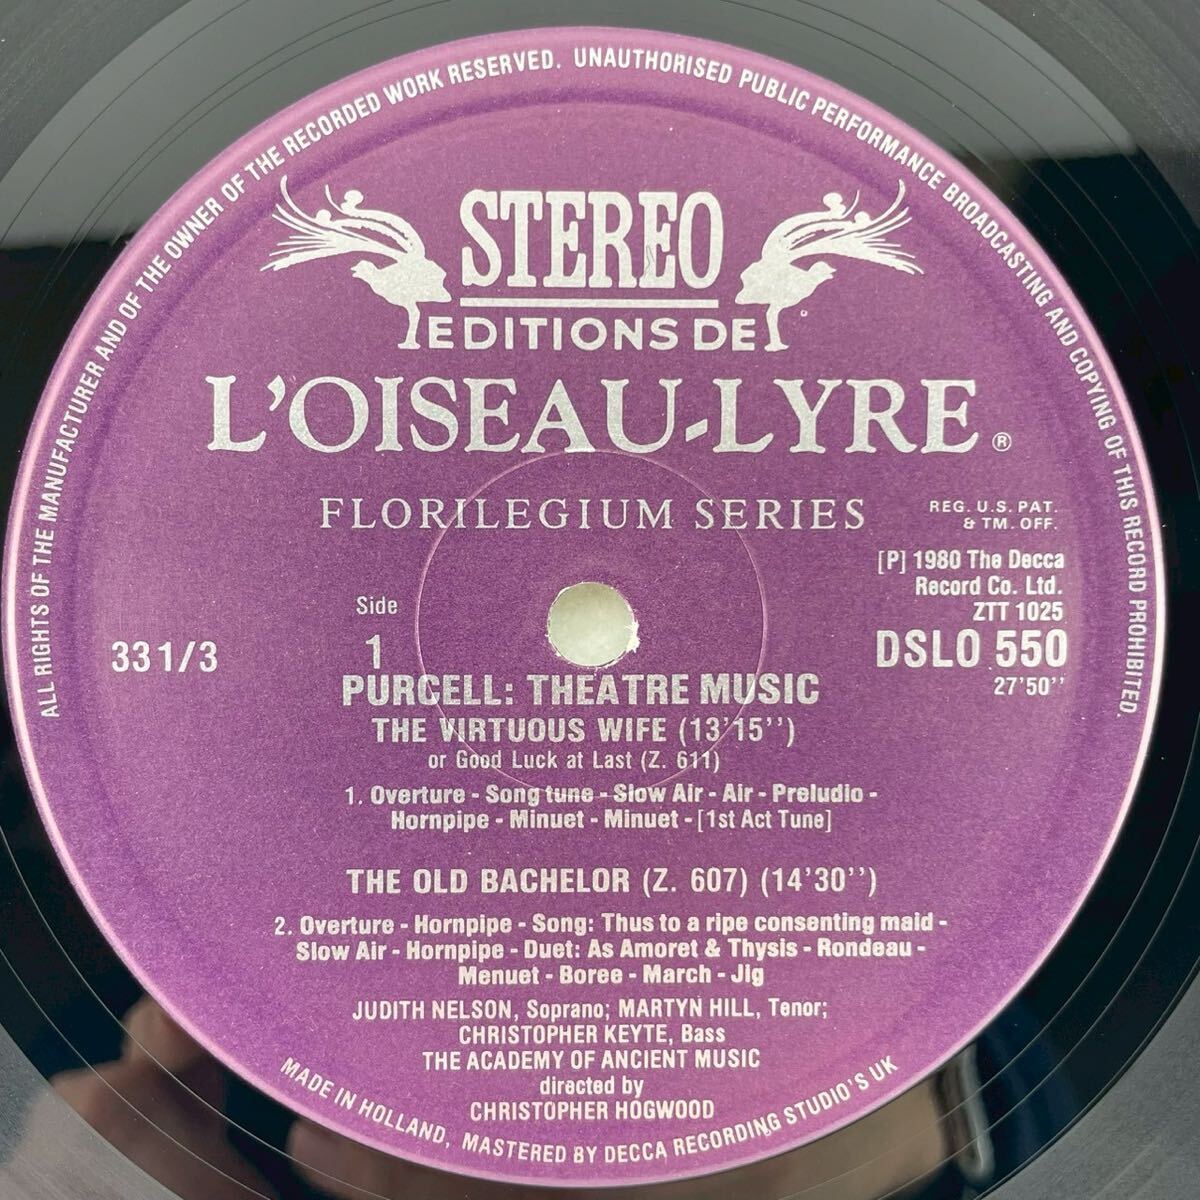 ALL RIGHTS OF THE MANUFACTURER AND OF THE OWNER OF THE RECORDED WORK RESERVED. UNAUTHORISED PUBLIC PERFORMANCE BROADCASTING AND COPYING OF THIS RECORD PROHIBITED.
STEREO
EDITIONS DE
L'OISEAU-LYRE ®
FLORILEGIUM SERIES
REG. U.S. PAT.
& TM. OFF.
[P] 1980 The Decca
Record Co. Ltd.
ZTT 1025
DSLO 550
27'50''
Side
1
33 1/3
PURCELL: THEATRE MUSIC
THE VIRTUOUS WIFE (13'15'')
or Good Luck at Last (Z. 611)
1. Overture - Song tune - Slow Air - Air - Preludio -
Hornpipe - Minuet - Minuet - [1st Act Tune]
THE OLD BACHELOR (Z. 607) (14'30'')
2. Overture - Hornpipe - Song: Thus to a ripe consenting maid -
Slow Air - Hornpipe - Duet: As Amoret & Thysis - Rondeau -
Menuet - Boree - March - Jig
JUDITH NELSON, Soprano; MARTYN HILL, Tenor;
CHRISTOPHER KEYTE, Bass
THE ACADEMY OF ANCIENT MUSIC
directed by
CHRISTOPHER HOGWOOD
MADE IN HOLLAND, MASTERED BY DECCA RECORDING STUDIO'S UK